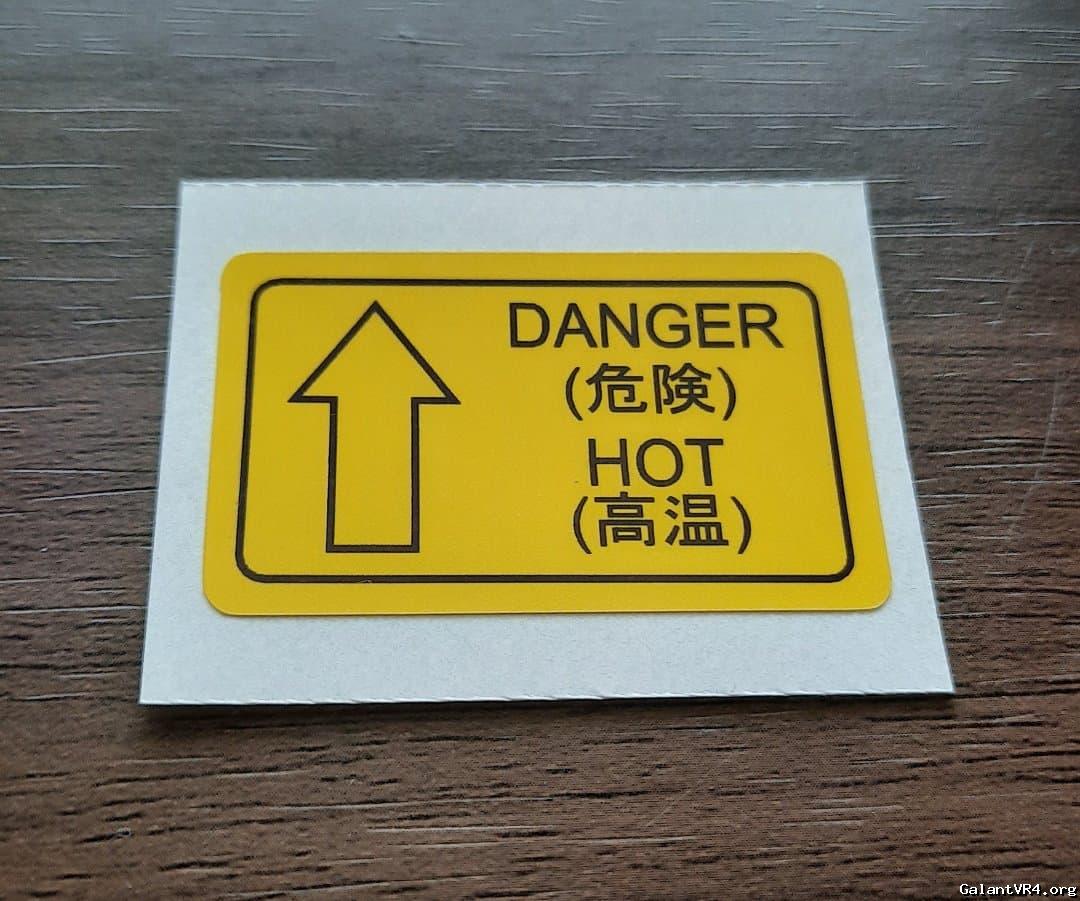 DANGER
(危険)
HOT
(高温)
GalantVR4.org